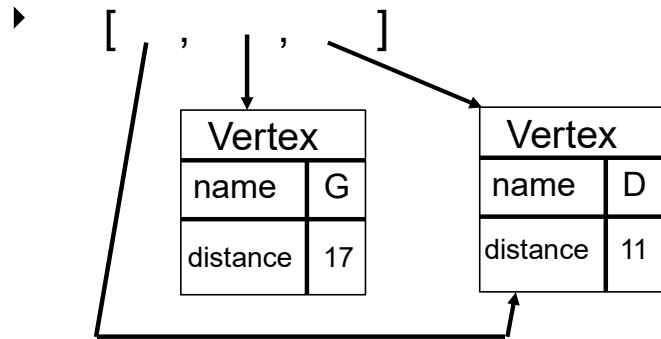 [ , , ]
Vertex
name G
distance 17
Vertex
name D
distance 11